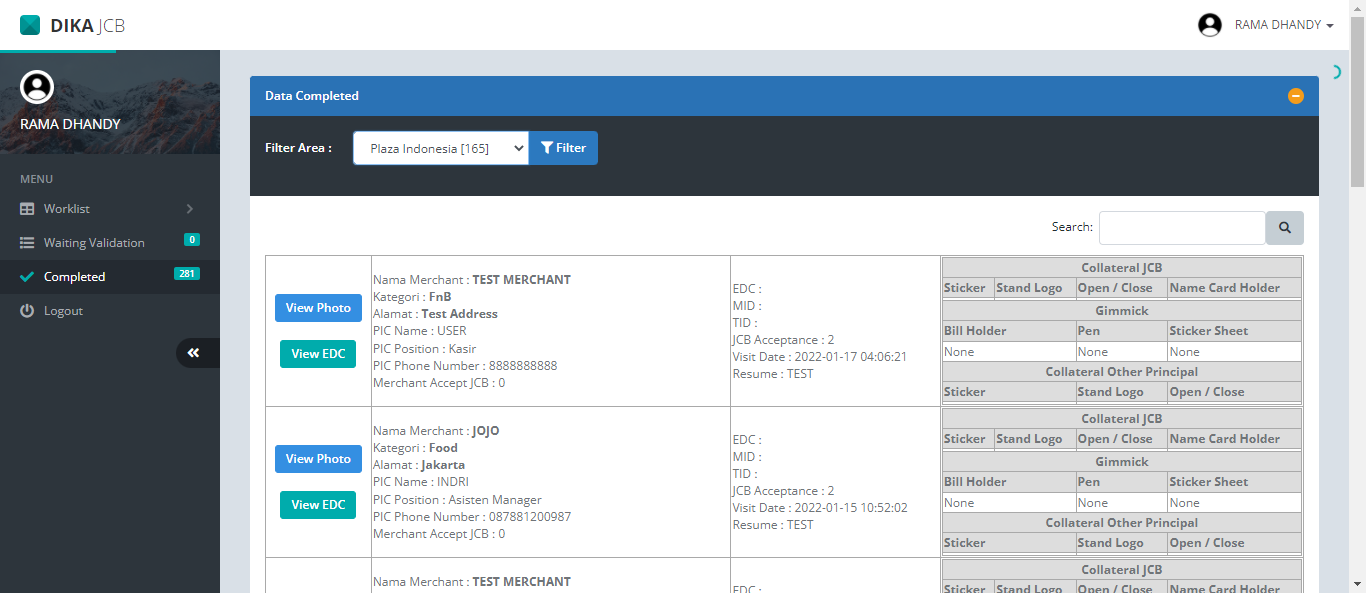 DIKA JCB
RAMA DHANDY
RAMA DHANDY
MENU
Worklist
Waiting Validation 0
Completed 281
Logout
Data Completed
Filter Area :
Plaza Indonesia [165]
Filter
Search:
View Photo
View EDC
Nama Merchant : TEST MERCHANT
Kategori : FnB
Alamat : Test Address
PIC Name : USER
PIC Position : Kasir
PIC Phone Number : 8888888888
Merchant Accept JCB : 0
EDC :
MID :
TID :
JCB Acceptance : 2
Visit Date : 2022-01-17 04:06:21
Resume : TEST
Collateral JCB
Sticker Stand Logo Open / Close Name Card Holder
Gimmick
Bill Holder Pen Sticker Sheet
None None None
Collateral Other Principal
Sticker Stand Logo Open / Close
View Photo
View EDC
Nama Merchant : JOJO
Kategori : Food
Alamat : Jakarta
PIC Name : INDRI
PIC Position : Asisten Manager
PIC Phone Number : 087881200987
Merchant Accept JCB : 0
EDC :
MID :
TID :
JCB Acceptance : 2
Visit Date : 2022-01-15 10:52:02
Resume : TEST
Collateral JCB
Sticker Stand Logo Open / Close Name Card Holder
Gimmick
Bill Holder Pen Sticker Sheet
None None None
Collateral Other Principal
Sticker Stand Logo Open / Close
Nama Merchant : TEST MERCHANT
EDC :
Collateral JCB
Sticker Stand Logo Open / Close Name Card Holder